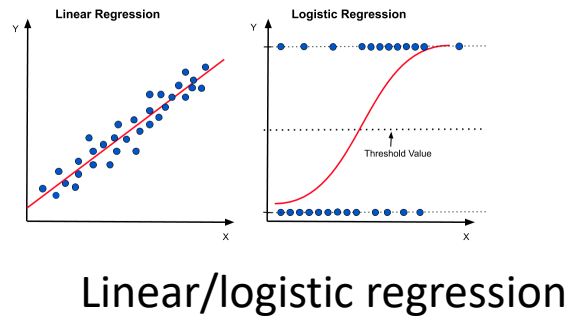 Linear Regression
Y
X
Logistic Regression
Y
Threshold Value
X
Linear/logistic regression